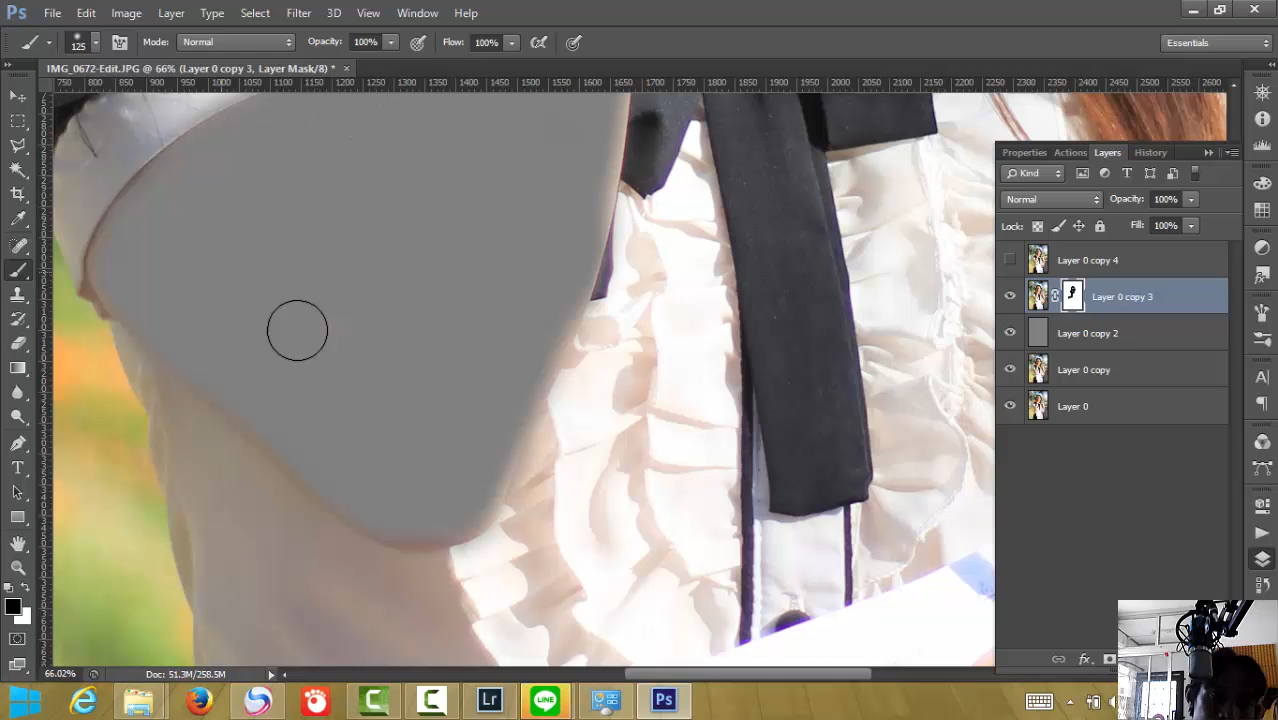 Ps File Edit Image Layer Type Select Filter 3D View Window Help
125 Mode: Normal Opacity: 100% Flow: 100% Essentials
IMG_0672-Edit.JPG @ 66% (Layer 0 copy 3, Layer Mask/8) * ×
750 800 850 900 950 1000 1050 1100 1150 1200 1250 1300 1350 1400 1450 1500 1550 1600 1650 1700 1750 1800 1850 1900 1950 2000 2050 2100 2150 2200 2250 2300 2350 2400 2450 2500 2600
Properties Actions Layers History
Kind
Normal Opacity: 100%
Lock: Fill: 100%
Layer 0 copy 4
Layer 0 copy 3
Layer 0 copy 2
Layer 0 copy
Layer 0
66.02% Doc: 51.3M/258.5M
Lr LINE Ps